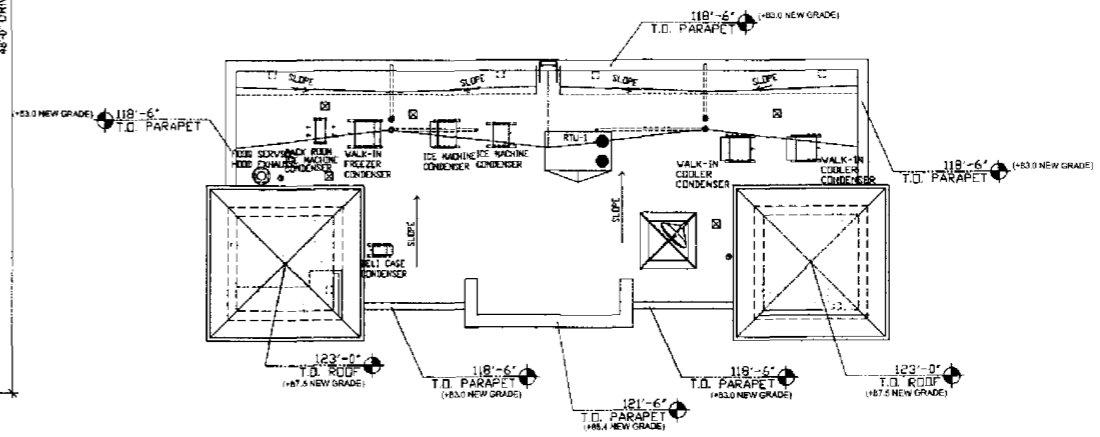 48'-0" DRIV
118'-6" (+83.0 NEW GRADE)
T.O. PARAPET
SLOPE
SLOPE
SLOPE
SLOPE
(+83.0 NEW GRADE) 118'-6"
T.O. PARAPET
RTU-1
FOOD SERVICE
HOOD EXHAUST
BACK ROOM
ICE MACHINE
CONDENSER
WALK-IN
FREEZER
CONDENSER
ICE MACHINE
CONDENSER
ICE MACHINE
CONDENSER
WALK-IN
COOLER
CONDENSER
WALK-IN
COOLER
CONDENSER
118'-6" (+83.0 NEW GRADE)
T.O. PARAPET
SLOPE
SLOPE
DELI CASE
CONDENSER
123'-0"
T.O. ROOF
(+87.5 NEW GRADE)
118'-6"
T.O. PARAPET
(+83.0 NEW GRADE)
118'-6"
T.O. PARAPET
(+83.0 NEW GRADE)
123'-0"
T.O. ROOF
(+87.5 NEW GRADE)
121'-6"
T.O. PARAPET
NEW GRADE)